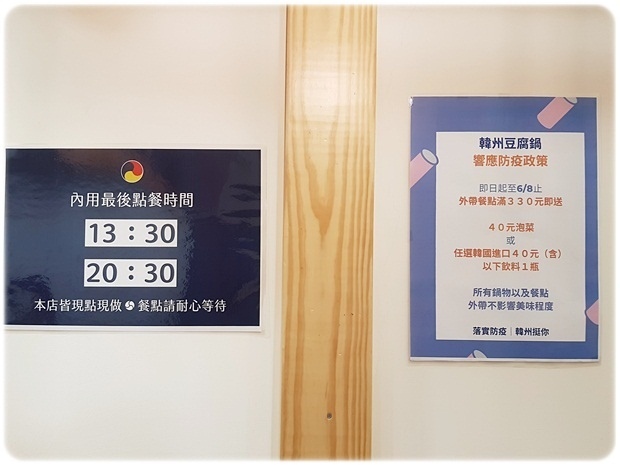 內用最後點餐時間
13：30
20：30
本店皆現點現做 餐點請耐心等待
韓州豆腐鍋
響應防疫政策
即日起至6/8止
外帶餐點滿３３０元即送
４０元泡菜
或
任選韓國進口４０元（含）
以下飲料１瓶
所有鍋物以及餐點
外帶不影響美味程度
落實防疫｜韓州挺你